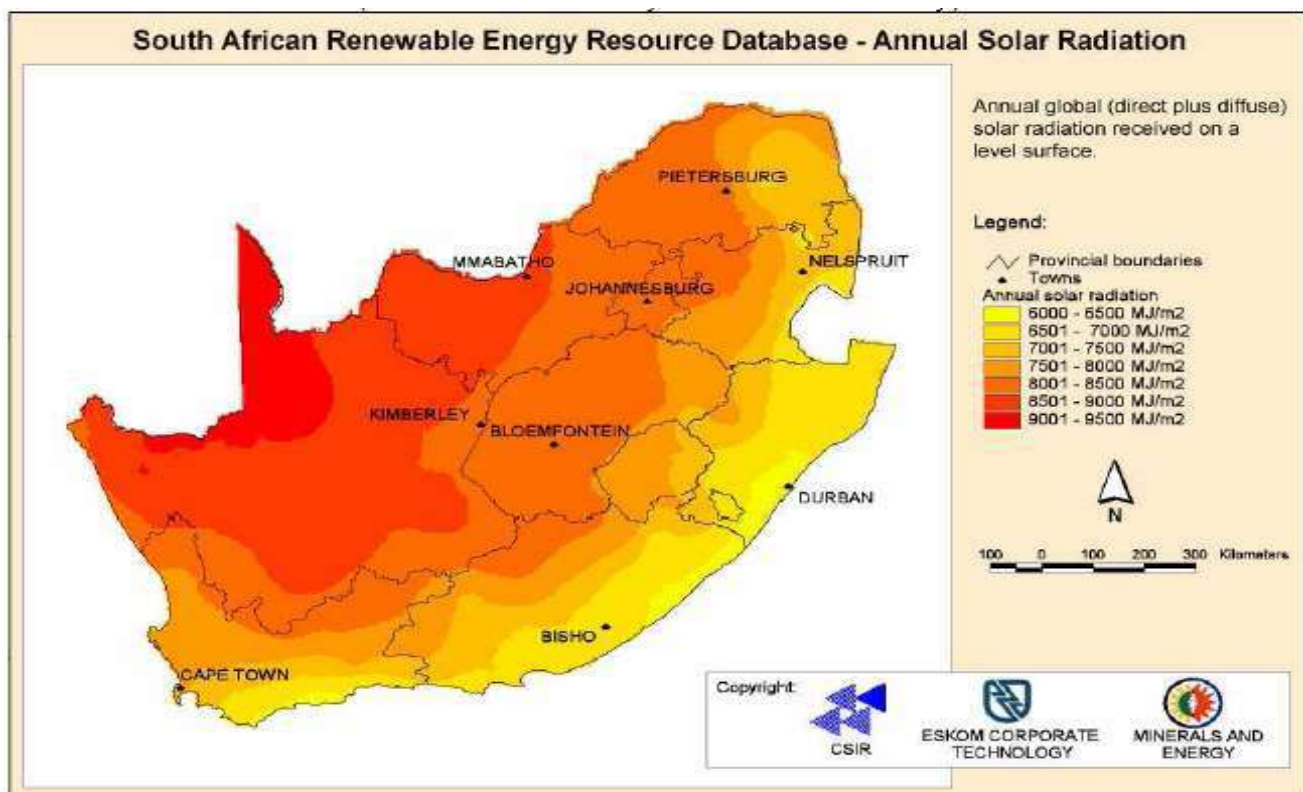 South African Renewable Energy Resource Database - Annual Solar Radiation
Annual global (direct plus diffuse)
solar radiation received on a
level surface.
Legend:
Provincial boundaries
Towns
Annual solar radiation
6000 - 6500 MJ/m2
6501 - 7000 MJ/m2
7001 - 7500 MJ/m2
7501 - 8000 MJ/m2
8001 - 8500 MJ/m2
8501 - 9000 MJ/m2
9001 - 9500 MJ/m2
N
100 0 100 200 300 Kilometers
PIETERSBURG
MMABATHO
NELSPRUIT
JOHANNESBURG
KIMBERLEY
BLOEMFONTEIN
DURBAN
BISHO
CAPE TOWN
Copyright:
CSIR
ESKOM CORPORATE
TECHNOLOGY
MINERALS AND
ENERGY